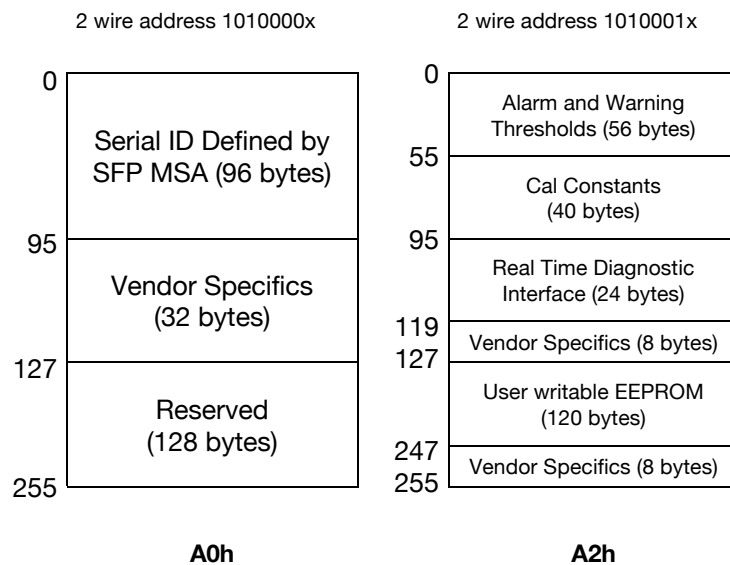 2 wire address 1010000x
0
Serial ID Defined by
SFP MSA (96 bytes)
95
Vendor Specifics
(32 bytes)
127
Reserved
(128 bytes)
255
A0h
2 wire address 1010001x
0
Alarm and Warning
Thresholds (56 bytes)
55
Cal Constants
(40 bytes)
95
Real Time Diagnostic
Interface (24 bytes)
119
Vendor Specifics (8 bytes)
127
User writable EEPROM
(120 bytes)
247
Vendor Specifics (8 bytes)
255
A2h